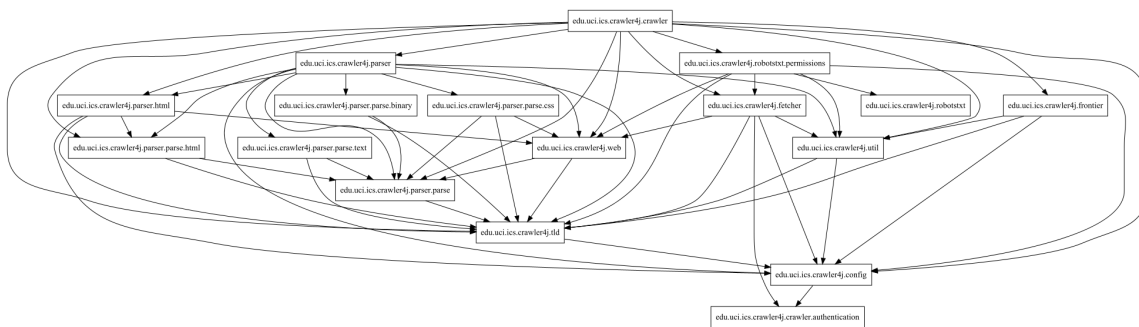 edu.uci.ics.crawler4j.crawler
edu.uci.ics.crawler4j.parser
edu.uci.ics.crawler4j.robotstxt.permissions
edu.uci.ics.crawler4j.parser.html
edu.uci.ics.crawler4j.parser.parse.binary
edu.uci.ics.crawler4j.parser.parse.css
edu.uci.ics.crawler4j.fetcher
edu.uci.ics.crawler4j.robotstxt
edu.uci.ics.crawler4j.frontier
edu.uci.ics.crawler4j.parser.parse.html
edu.uci.ics.crawler4j.parser.parse.text
edu.uci.ics.crawler4j.web
edu.uci.ics.crawler4j.util
edu.uci.ics.crawler4j.parser.parse
edu.uci.ics.crawler4j.tld
edu.uci.ics.crawler4j.config
edu.uci.ics.crawler4j.crawler.authentication